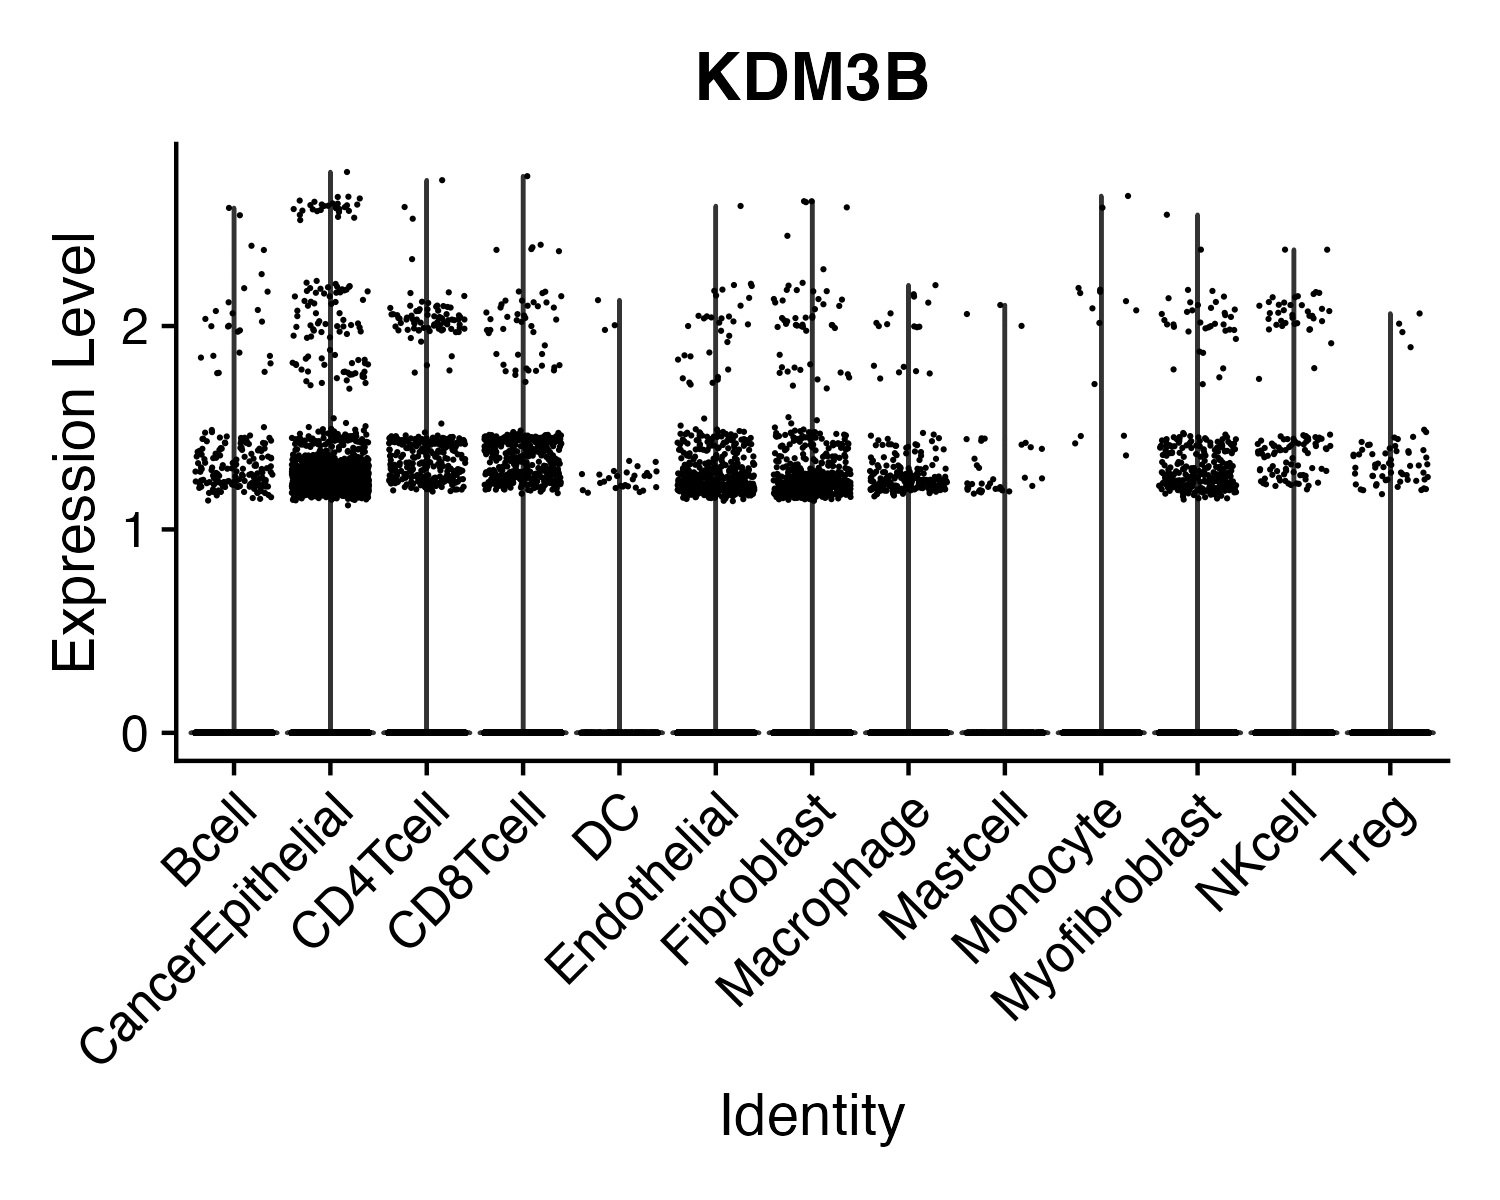 KDM3B
Expression Level
2
1
0
Bcell
CancerEpithelial
CD4Tcell
CD8Tcell
DC
Endothelial
Fibroblast
Macrophage
Mastcell
Monocyte
Myofibroblast
NKcell
Treg
Identity